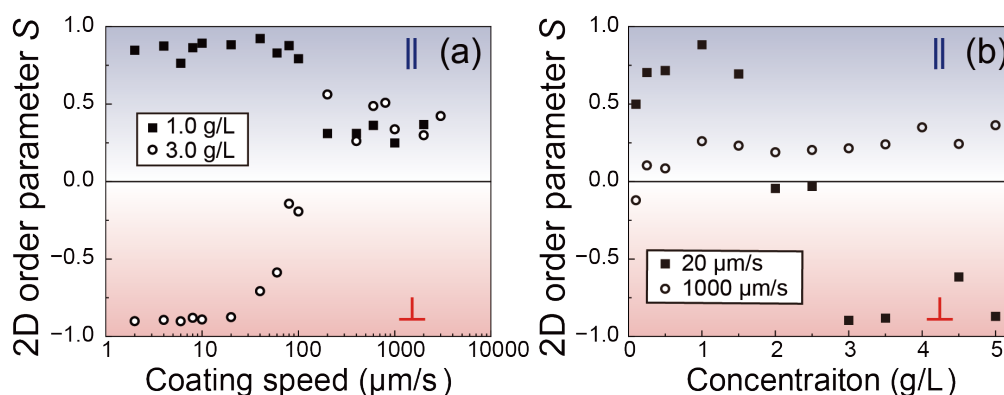 2D order parameter S
1.0
0.5
0.0
−0.5
−1.0
|| (a)
1.0 g/L
3.0 g/L
⊥
1
10
100
1000
10000
Coating speed (µm/s)
2D order parameter S
1.0
0.5
0.0
−0.5
−1.0
|| (b)
20 µm/s
1000 µm/s
⊥
0
1
2
3
4
5
Concentraiton (g/L)